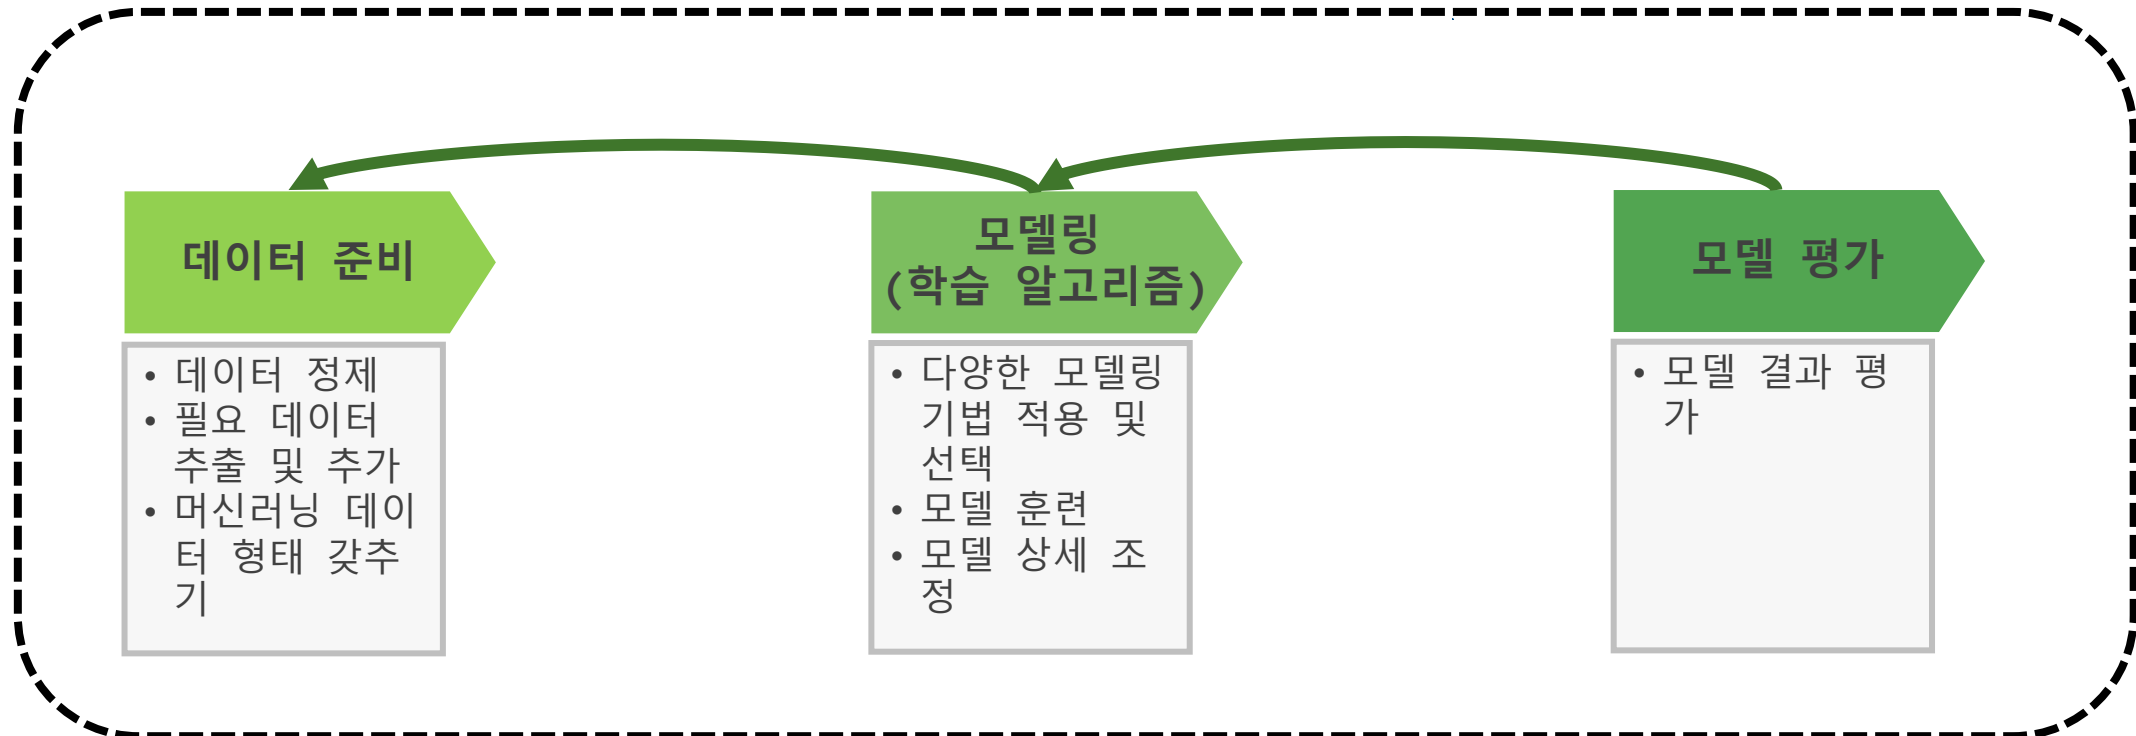 데이터 준비
• 데이터 정제
• 필요 데이터
추출 및 추가
• 머신러닝 데이
터 형태 갖추
기
모델링
(학습 알고리즘)
• 다양한 모델링
기법 적용 및
선택
• 모델 훈련
• 모델 상세 조
정
모델 평가
• 모델 결과 평
가